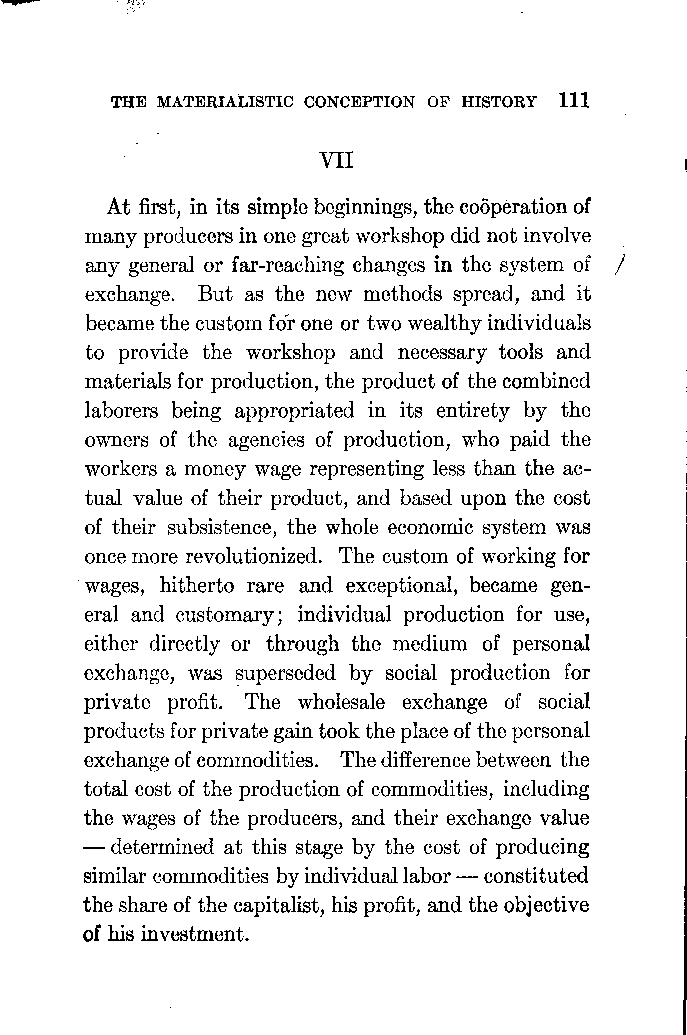 THE MATERIALISTIC CONCEPTION OF HISTORY 111
VII
At first, in its simple beginnings, the coöperation of
many producers in one great workshop did not involve
any general or far-reaching changes in the system of
exchange. But as the new methods spread, and it
became the custom for one or two wealthy individuals
to provide the workshop and necessary tools and
materials for production, the product of the combined
laborers being appropriated in its entirety by the
owners of the agencies of production, who paid the
workers a money wage representing less than the ac-
tual value of their product, and based upon the cost
of their subsistence, the whole economic system was
once more revolutionized. The custom of working for
wages, hitherto rare and exceptional, became gen-
eral and customary; individual production for use,
either directly or through the medium of personal
exchange, was superseded by social production for
private profit. The wholesale exchange of social
products for private gain took the place of the personal
exchange of commodities. The difference between the
total cost of the production of commodities, including
the wages of the producers, and their exchange value
— determined at this stage by the cost of producing
similar commodities by individual labor — constituted
the share of the capitalist, his profit, and the objective
of his investment.